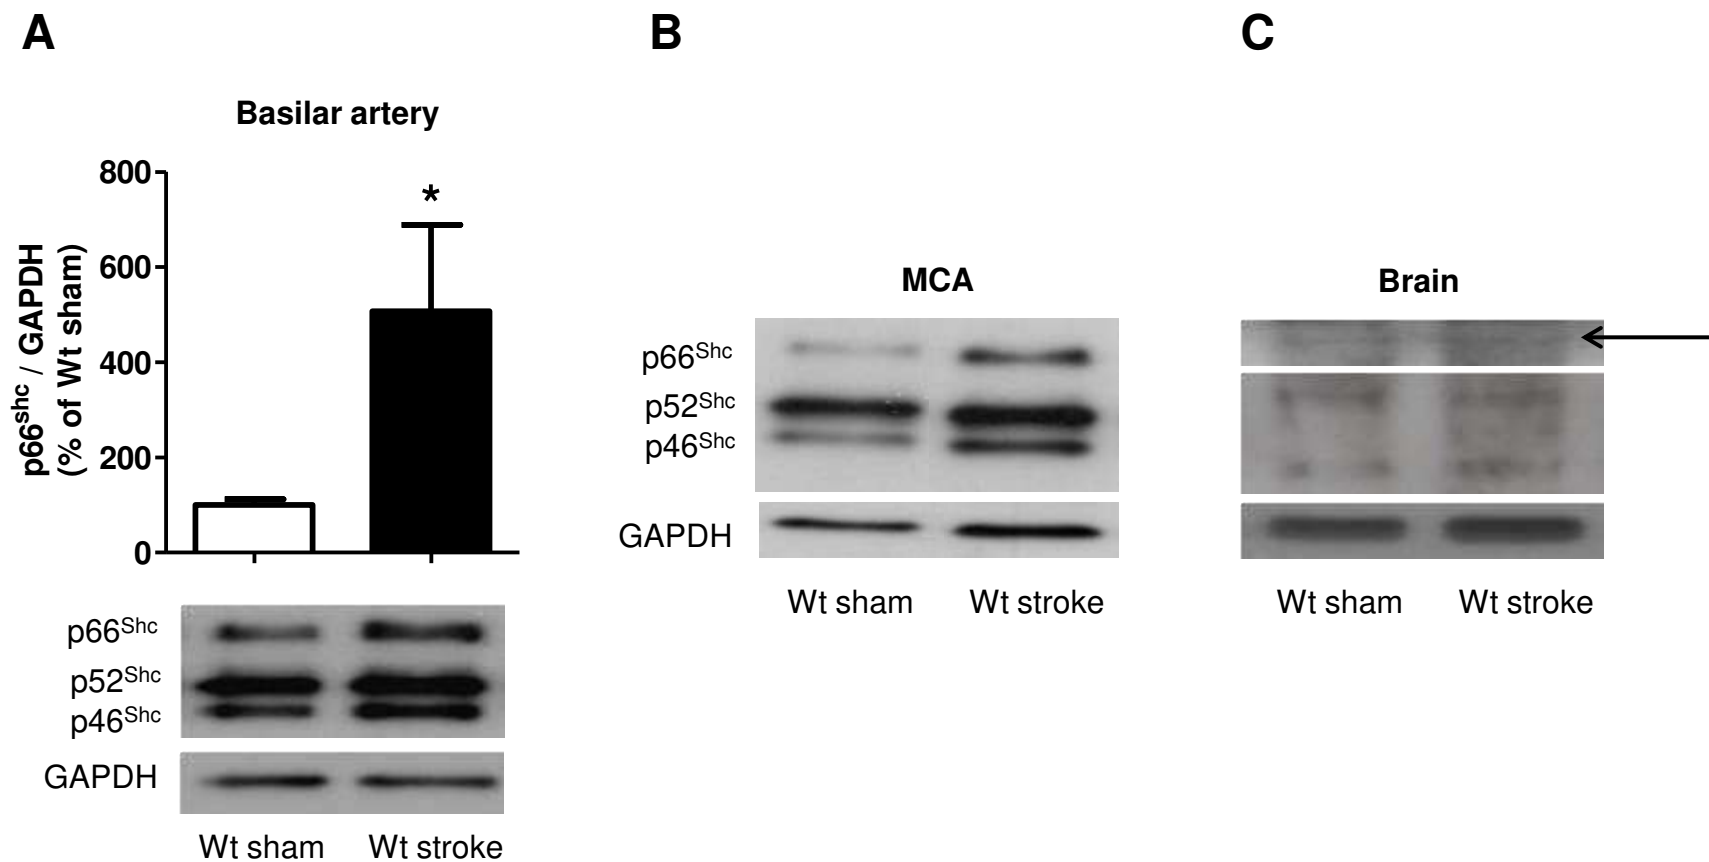 A
B
C
Basilar artery
800
600
400
200
0
p66shc / GAPDH
(% of Wt sham)
*
p66Shc
p52Shc
p46Shc
GAPDH
Wt sham
Wt stroke
MCA
p66Shc
p52Shc
p46Shc
GAPDH
Wt sham
Wt stroke
Brain
Wt sham
Wt stroke